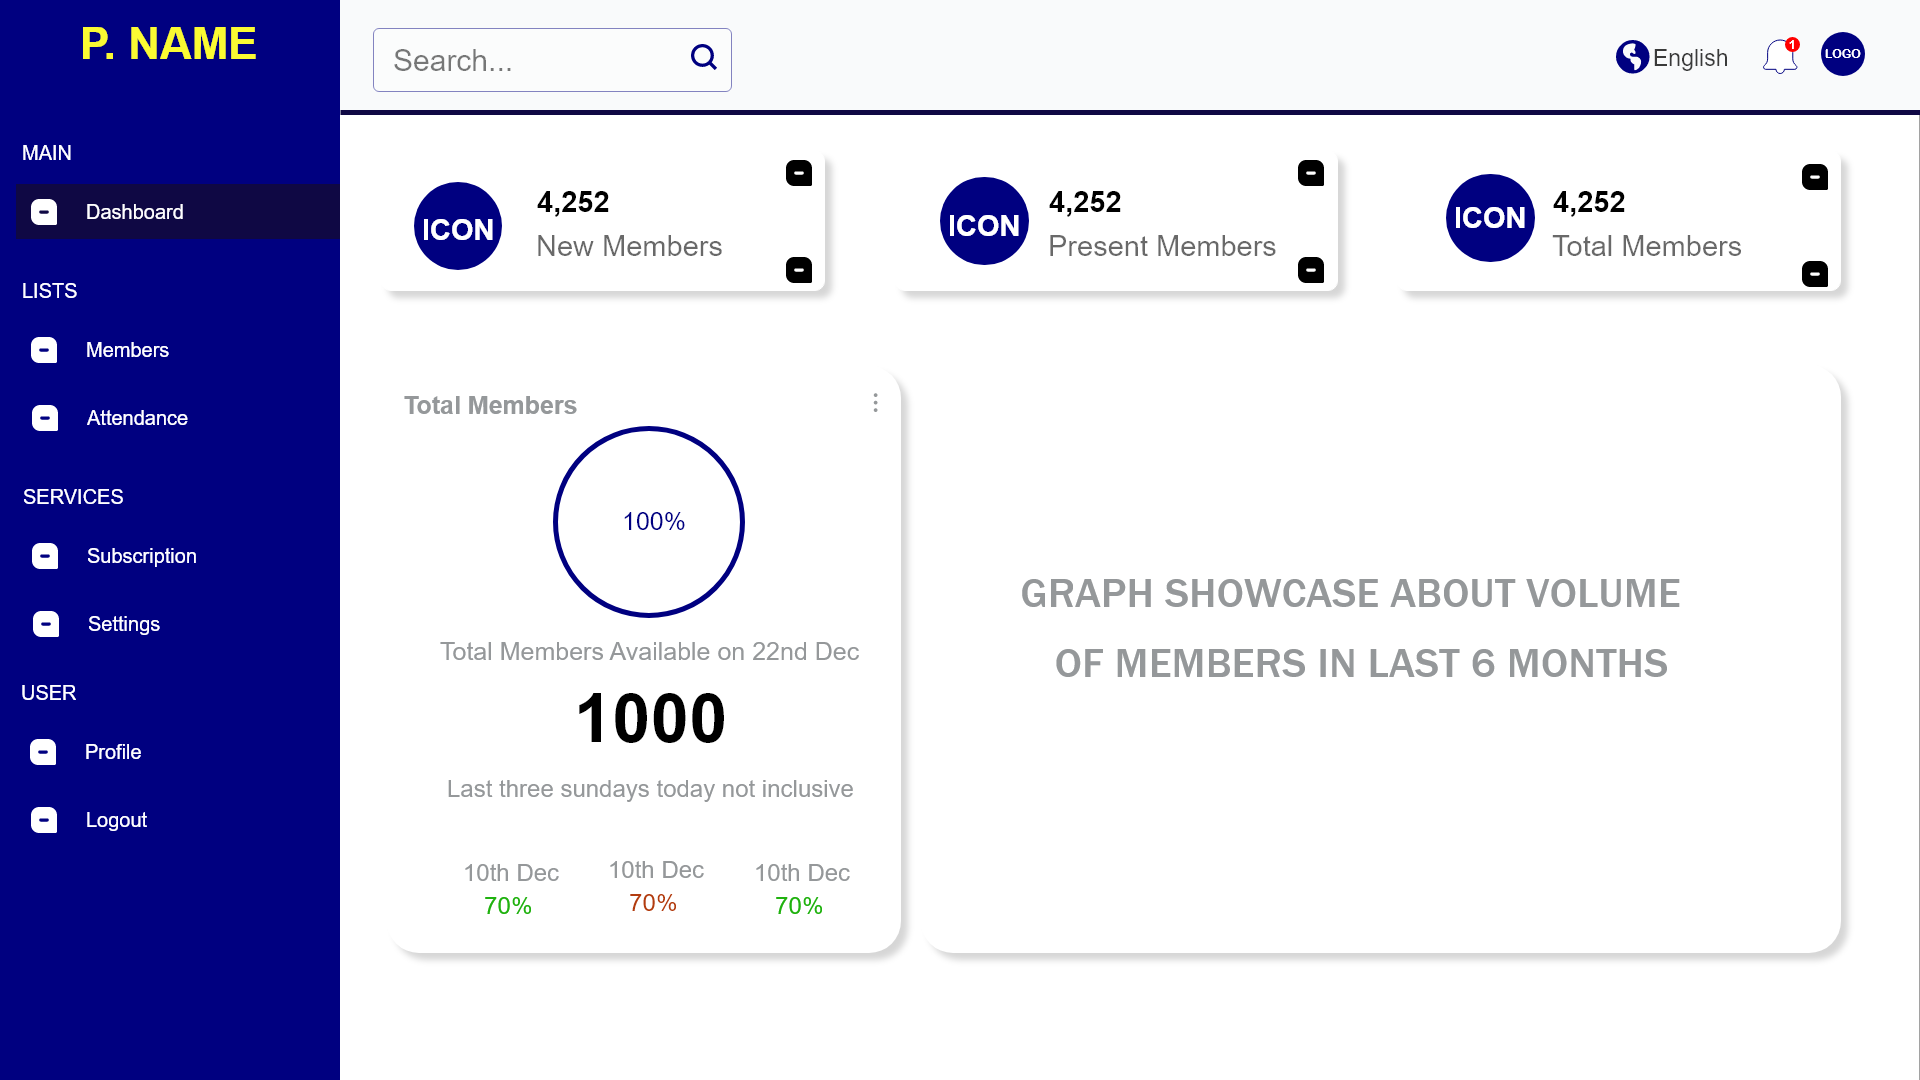 P. NAME
MAIN
Dashboard
LISTS
Members
Attendance
SERVICES
Subscription
Settings
USER
Profile
Logout
Search...
English
1
LOGO
ICON
4,252
New Members
ICON
4,252
Present Members
ICON
4,252
Total Members
Total Members
100%
Total Members Available on 22nd Dec
1000
Last three sundays today not inclusive
10th Dec
70%
10th Dec
70%
10th Dec
70%
GRAPH SHOWCASE ABOUT VOLUME
OF MEMBERS IN LAST 6 MONTHS